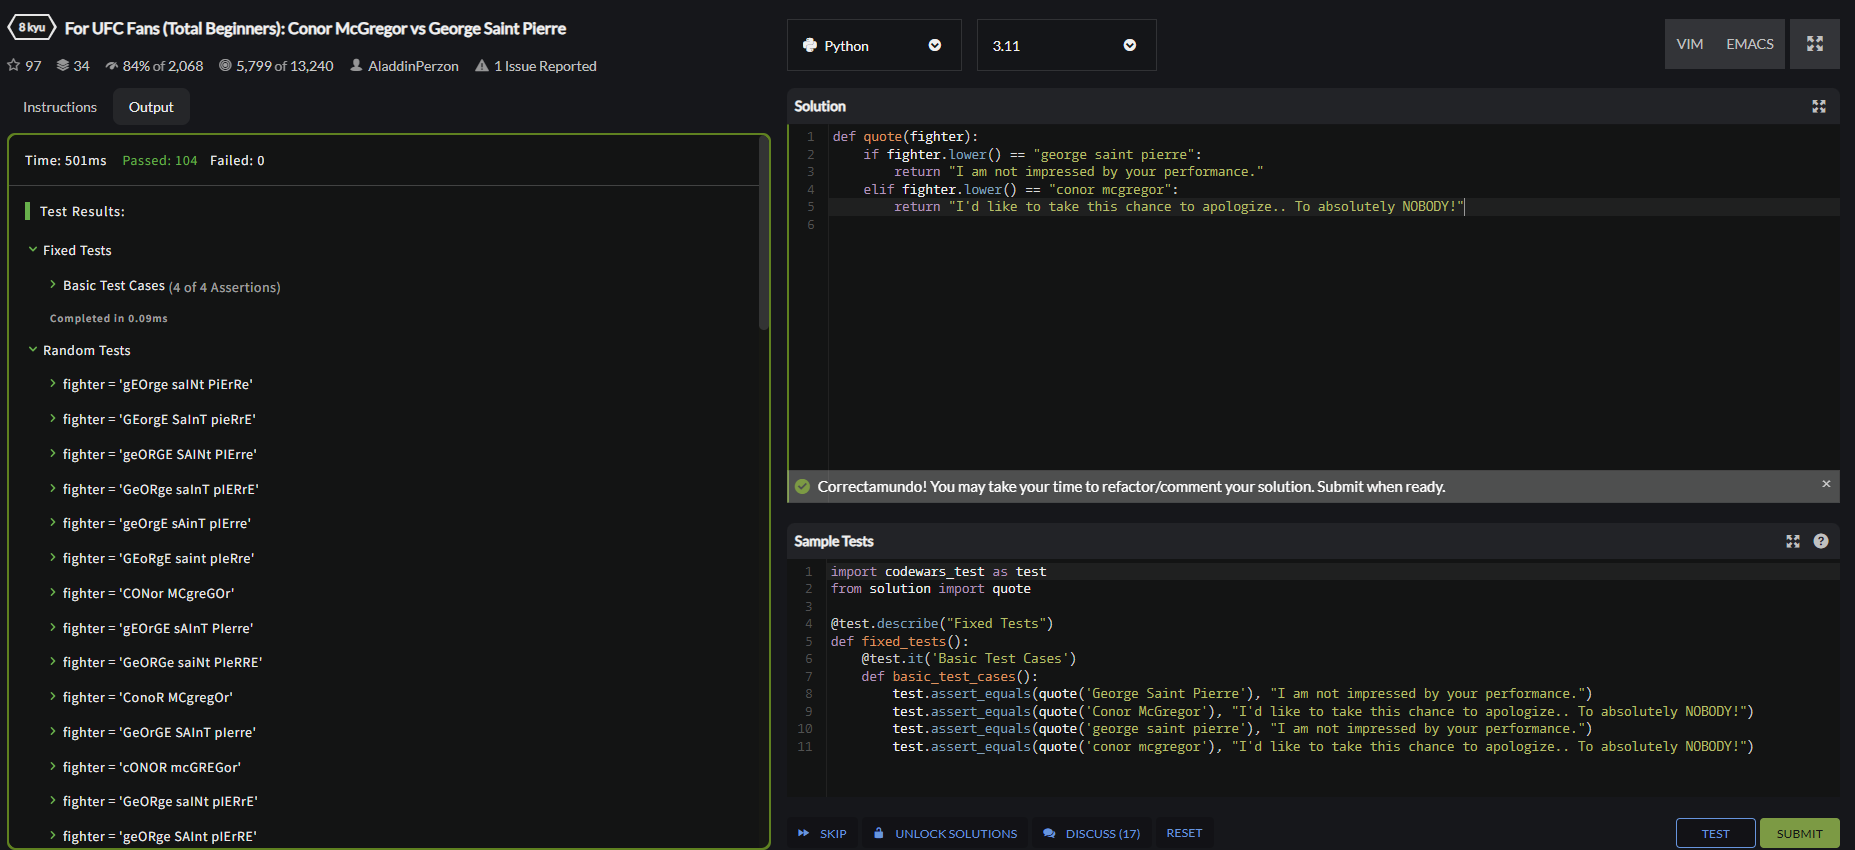 8 kyu For UFC Fans (Total Beginners): Conor McGregor vs George Saint Pierre
97 34 84% of 2,068 5,799 of 13,240 AladdinPerzon 1 Issue Reported
Instructions Output
Time: 501ms Passed: 104 Failed: 0
Test Results:
Fixed Tests
Basic Test Cases (4 of 4 Assertions)
Completed in 0.09ms
Random Tests
fighter = 'gEOrge saINt PiErRe'
fighter = 'GEorgE SaInT pieRrE'
fighter = 'geORGE SAINt PIErre'
fighter = 'GeORge saInT pIERrE'
fighter = 'geOrgE sAinT pIErre'
fighter = 'GEoRgE saint pIeRre'
fighter = 'CONor MCgreGOr'
fighter = 'gEOrGE sAInT PIerre'
fighter = 'GeORGe saiNt PIeRRE'
fighter = 'ConoR MCgregOr'
fighter = 'GeOrGE SAInT pIerre'
fighter = 'cONOR mcGREGor'
fighter = 'GeORge saINt pIERrE'
fighter = 'geORge SAInt pIErRE'
Python 3.11 VIM EMACS
Solution
1 def quote(fighter):
2 if fighter.lower() == "george saint pierre":
3 return "I am not impressed by your performance."
4 elif fighter.lower() == "conor mcgregor":
5 return "I'd like to take this chance to apologize.. To absolutely NOBODY!"
6
Correctamundo! You may take your time to refactor/comment your solution. Submit when ready. ×
Sample Tests
1 import codewars_test as test
2 from solution import quote
3
4 @test.describe("Fixed Tests")
5 def fixed_tests():
6 @test.it('Basic Test Cases')
7 def basic_test_cases():
8 test.assert_equals(quote('George Saint Pierre'), "I am not impressed by your performance.")
9 test.assert_equals(quote('Conor McGregor'), "I'd like to take this chance to apologize.. To absolutely NOBODY!")
10 test.assert_equals(quote('george saint pierre'), "I am not impressed by your performance.")
11 test.assert_equals(quote('conor mcgregor'), "I'd like to take this chance to apologize.. To absolutely NOBODY!")
SKIP UNLOCK SOLUTIONS DISCUSS (17) RESET TEST SUBMIT